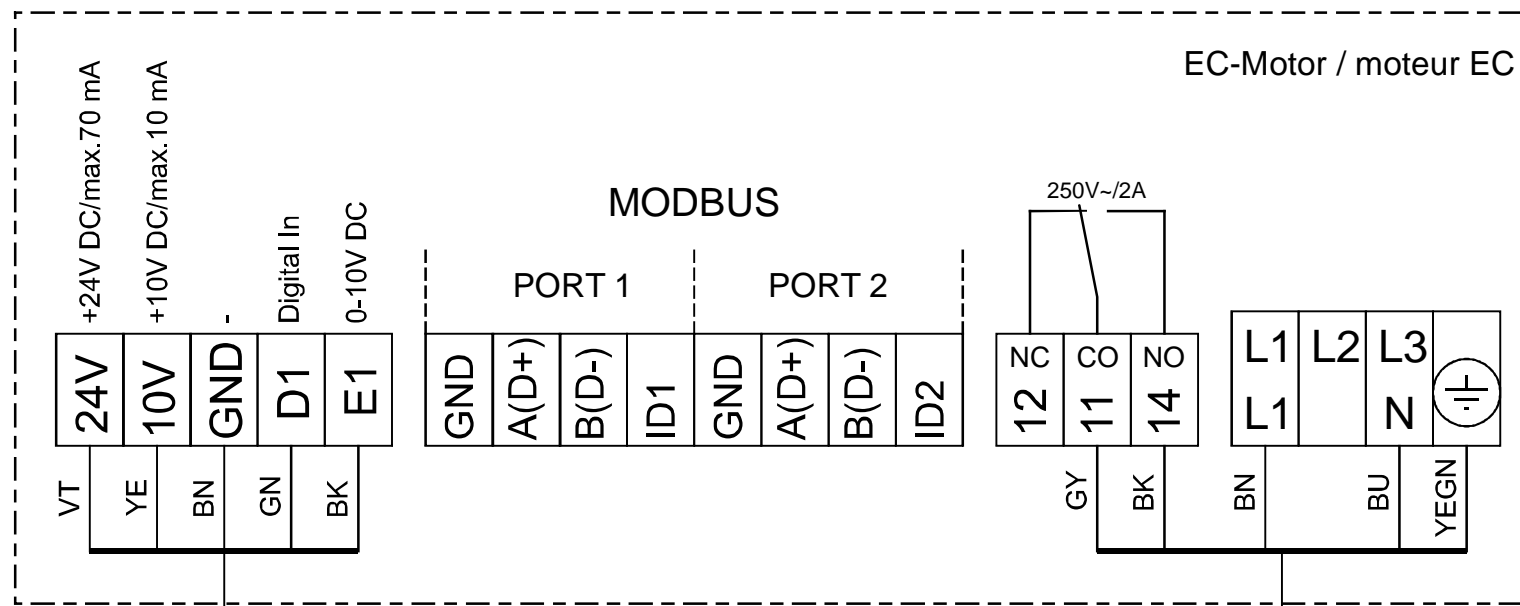 EC-Motor / moteur EC
+24V DC/max.70 mA
+10V DC/max.10 mA
-
Digital In
0-10V DC
MODBUS
PORT 1
PORT 2
250V~/2A
24V
10V
GND
D1
E1
GND
A(D+)
B(D-)
ID1
GND
A(D+)
B(D-)
ID2
NC
CO
NO
12
11
14
L1 L2 L3
L1 N
VT
YE
BN
GN
BK
GY
BK
BN
BU
YEGN